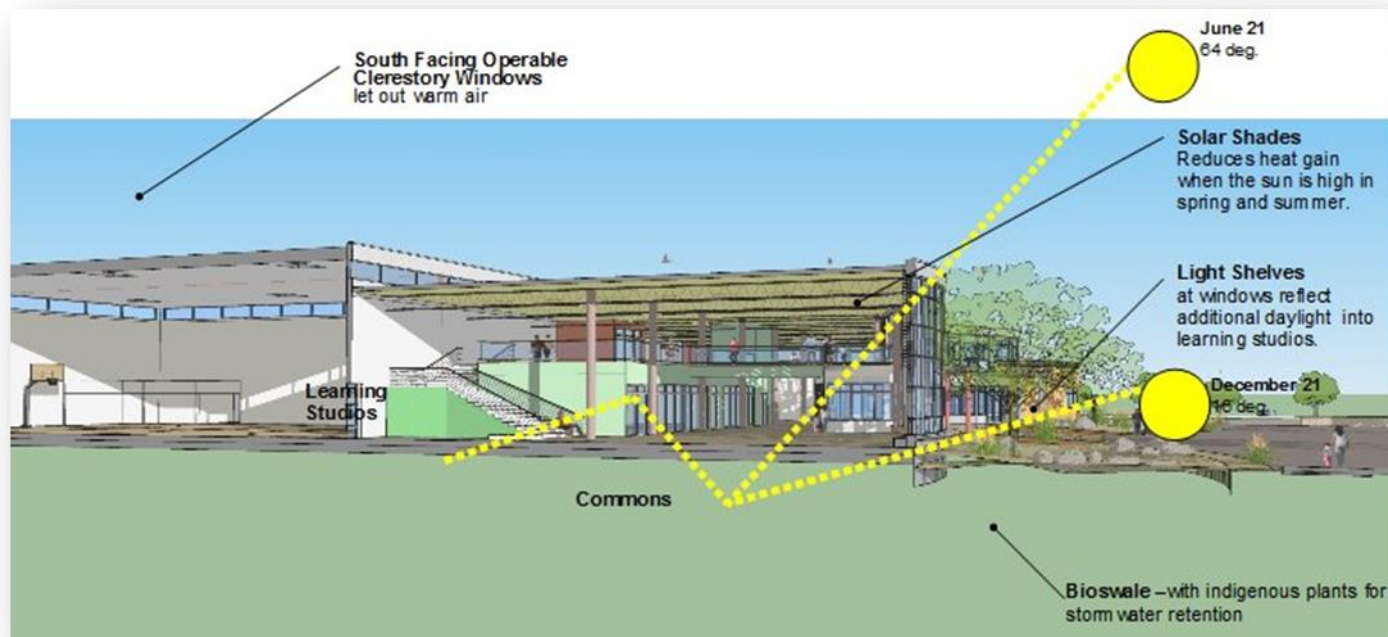 South Facing Operable
Clerestory Windows
let out warm air
June 21
64 deg.
Solar Shades
Reduces heat gain
when the sun is high in
spring and summer.
Light Shelves
at windows reflect
additional daylight into
learning studios.
December 21
16 deg.
Learning
Studios
Commons
Bioswale –with indigenous plants for
storm water retention